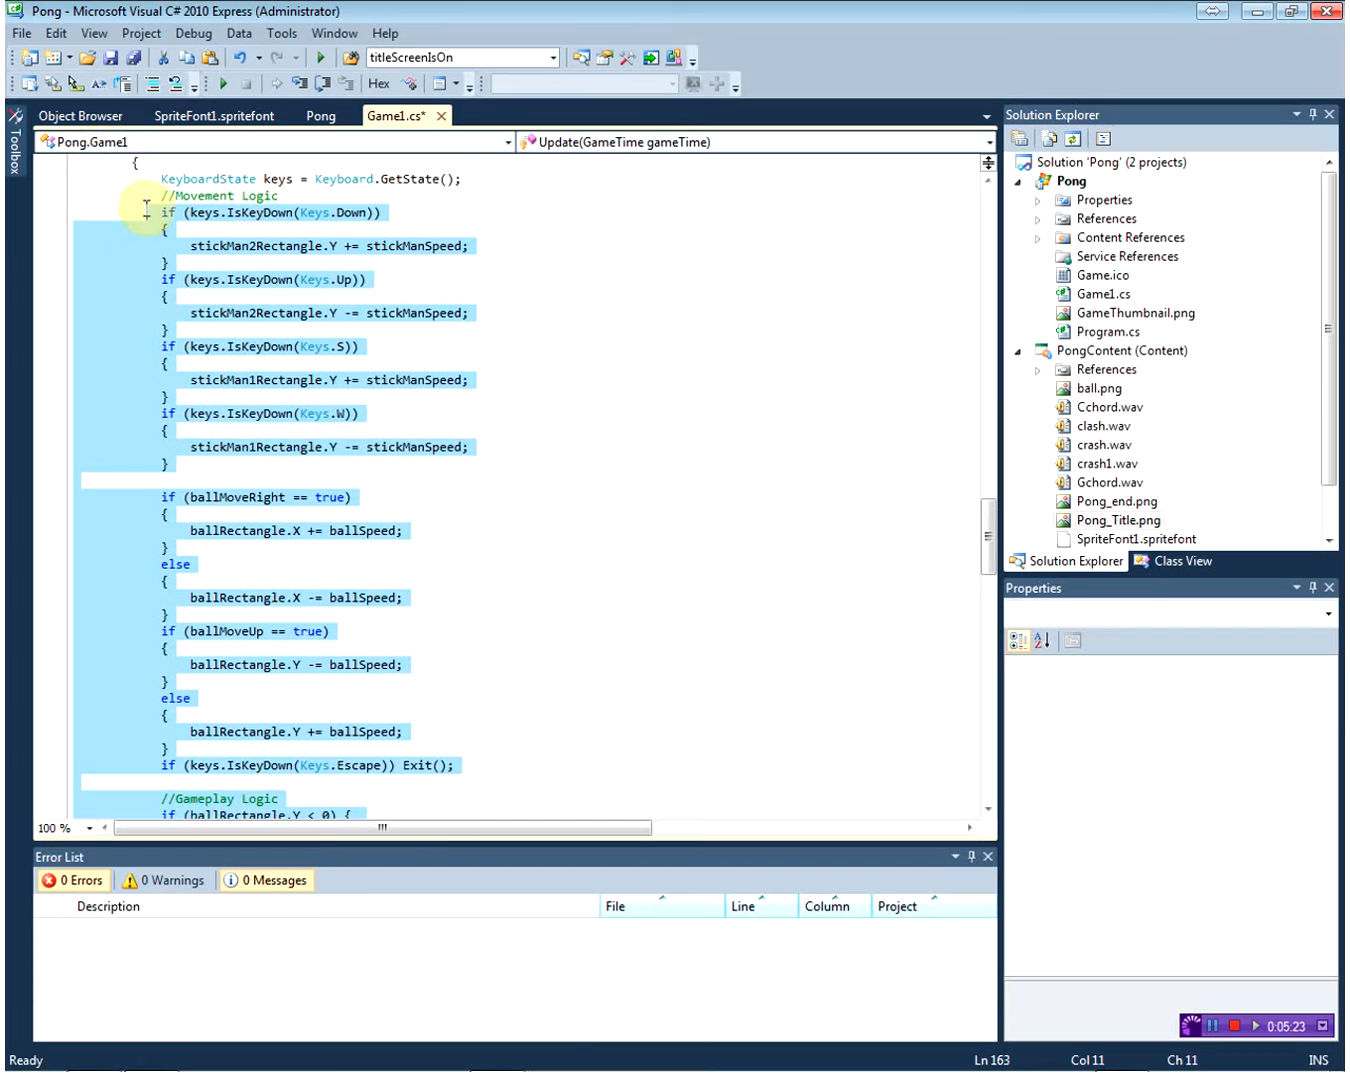 Pong - Microsoft Visual C# 2010 Express (Administrator)
File Edit View Project Debug Data Tools Window Help
titleScreenIsOn
Hex
Object Browser SpriteFont1.spritefont Pong Game1.cs*
Pong.Game1 Update(GameTime gameTime)
Toolbox
{
KeyboardState keys = Keyboard.GetState();
//Movement Logic
if (keys.IsKeyDown(Keys.Down))
{
stickMan2Rectangle.Y += stickManSpeed;
}
if (keys.IsKeyDown(Keys.Up))
{
stickMan2Rectangle.Y -= stickManSpeed;
}
if (keys.IsKeyDown(Keys.S))
{
stickMan1Rectangle.Y += stickManSpeed;
}
if (keys.IsKeyDown(Keys.W))
{
stickMan1Rectangle.Y -= stickManSpeed;
}
if (ballMoveRight == true)
{
ballRectangle.X += ballSpeed;
}
else
{
ballRectangle.X -= ballSpeed;
}
if (ballMoveUp == true)
{
ballRectangle.Y -= ballSpeed;
}
else
{
ballRectangle.Y += ballSpeed;
}
if (keys.IsKeyDown(Keys.Escape)) Exit();
//Gameplay Logic
if (ballRectangle.Y < 0) {
100 %
Solution Explorer
Solution 'Pong' (2 projects)
Pong
Properties
References
Content References
Service References
Game.ico
Game1.cs
GameThumbnail.png
Program.cs
PongContent (Content)
References
ball.png
Cchord.wav
clash.wav
crash.wav
crash1.wav
Gchord.wav
Pong_end.png
Pong_Title.png
SpriteFont1.spritefont
Solution Explorer Class View
Properties
Error List
0 Errors 0 Warnings 0 Messages
Description File Line Column Project
0:05:23
Ready Ln 163 Col 11 Ch 11 INS